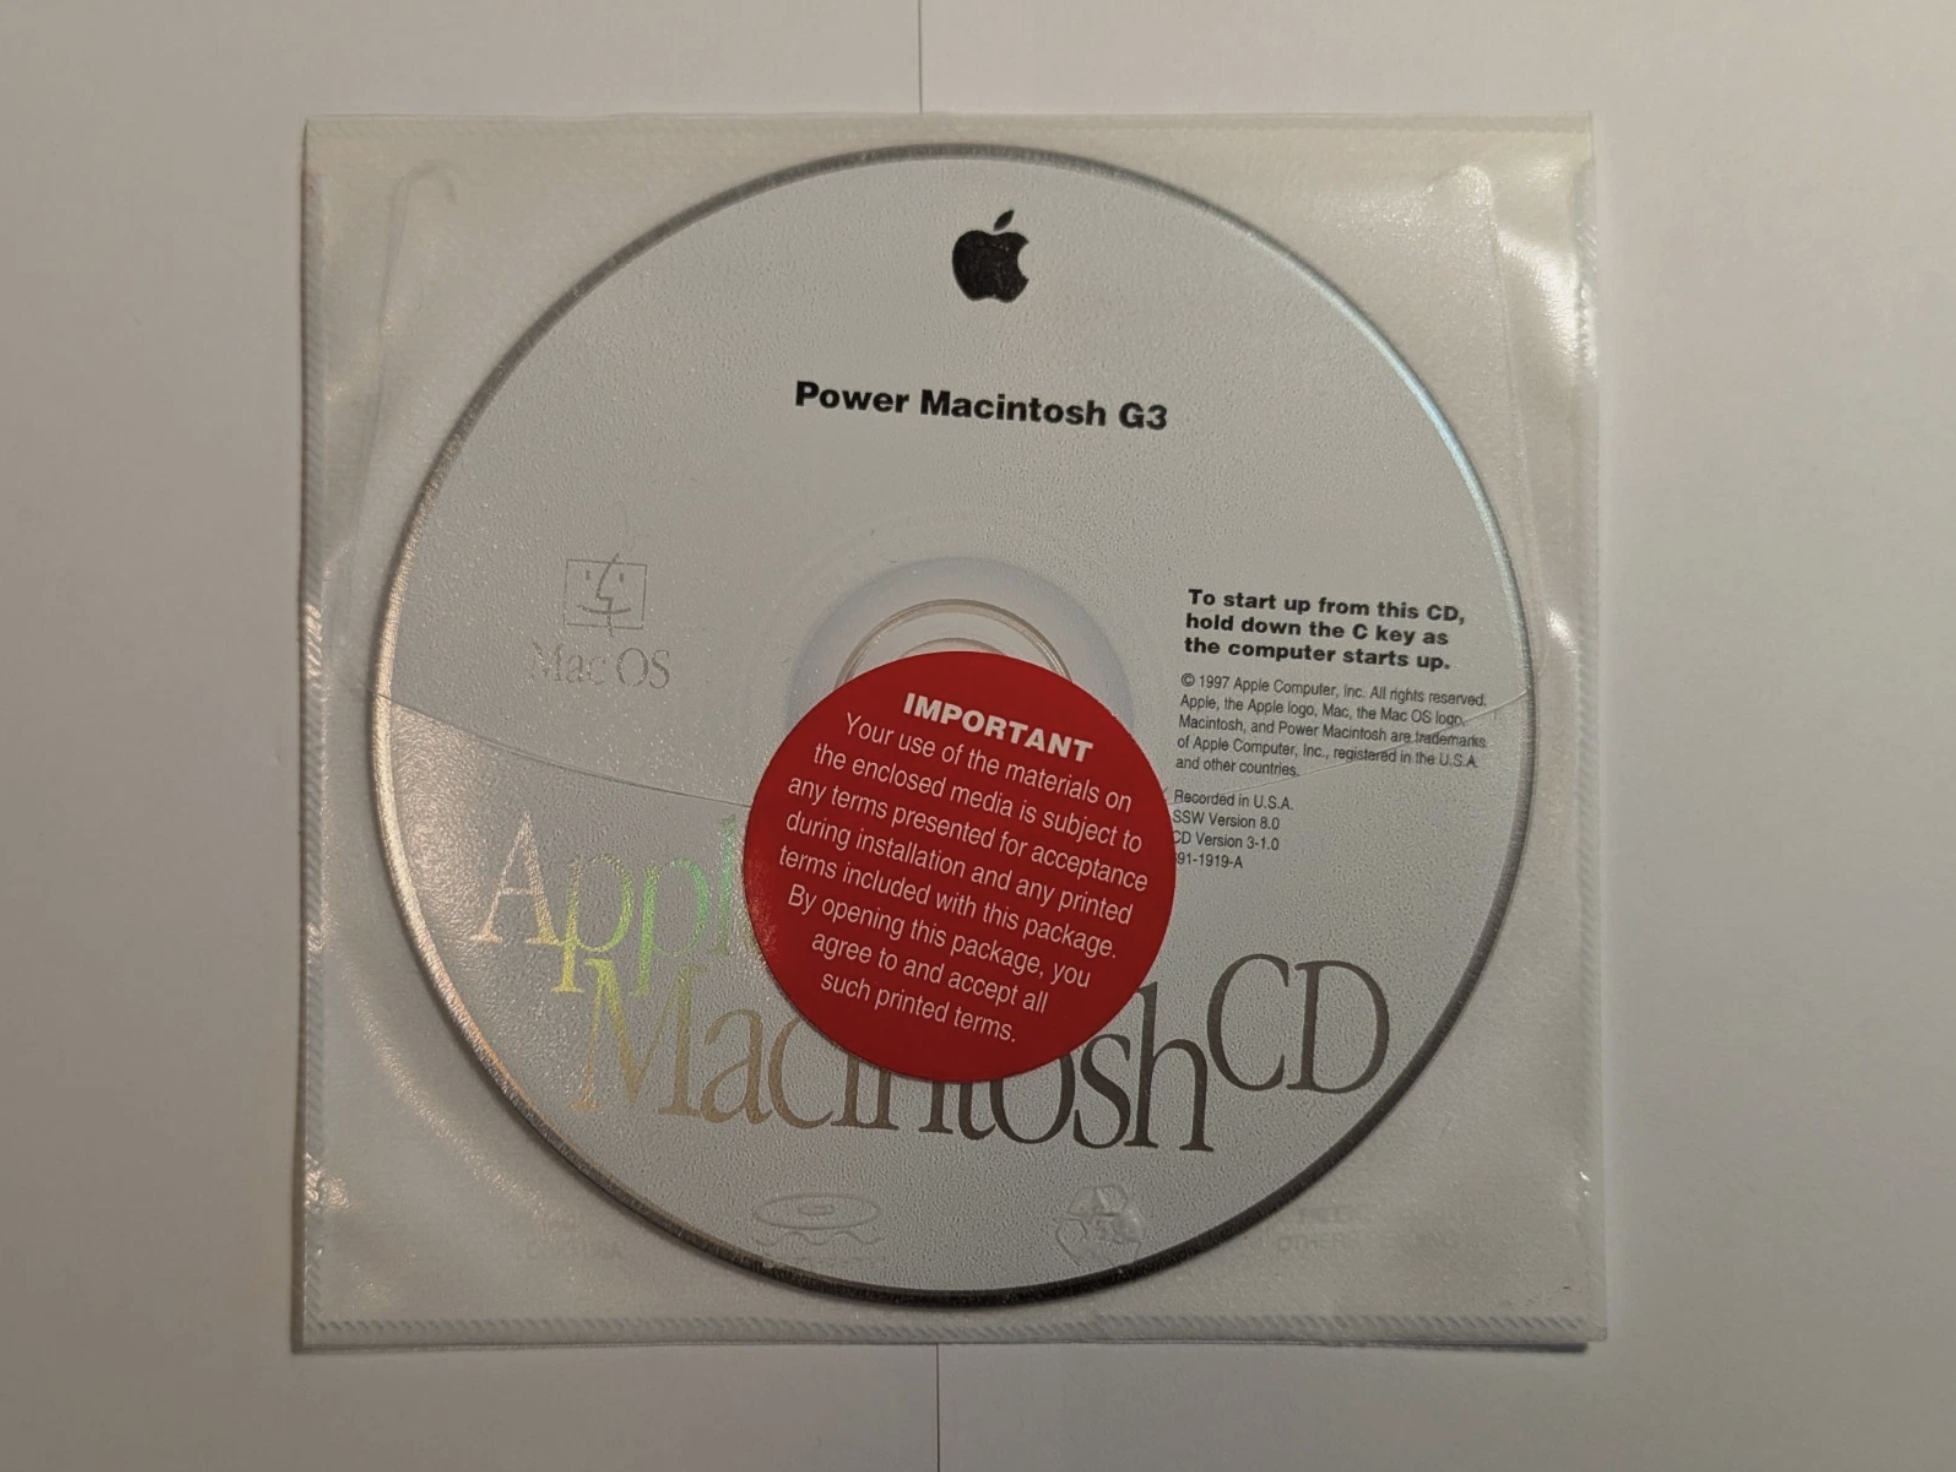 Power Macintosh G3
Mac OS
To start up from this CD,
hold down the C key as
the computer starts up.
© 1997 Apple Computer, Inc. All rights reserved.
Apple, the Apple logo, Mac, the Mac OS logo,
Macintosh, and Power Macintosh are trademarks
of Apple Computer, Inc., registered in the U.S.A.
and other countries.
Recorded in U.S.A.
SSW Version 8.0
CD Version 3-1.0
91-1919-A
IMPORTANT
Your use of the materials on
the enclosed media is subject to
any terms presented for acceptance
during installation and any printed
terms included with this package.
By opening this package, you
agree to and accept all
such printed terms.
Appl
Macintosh CD